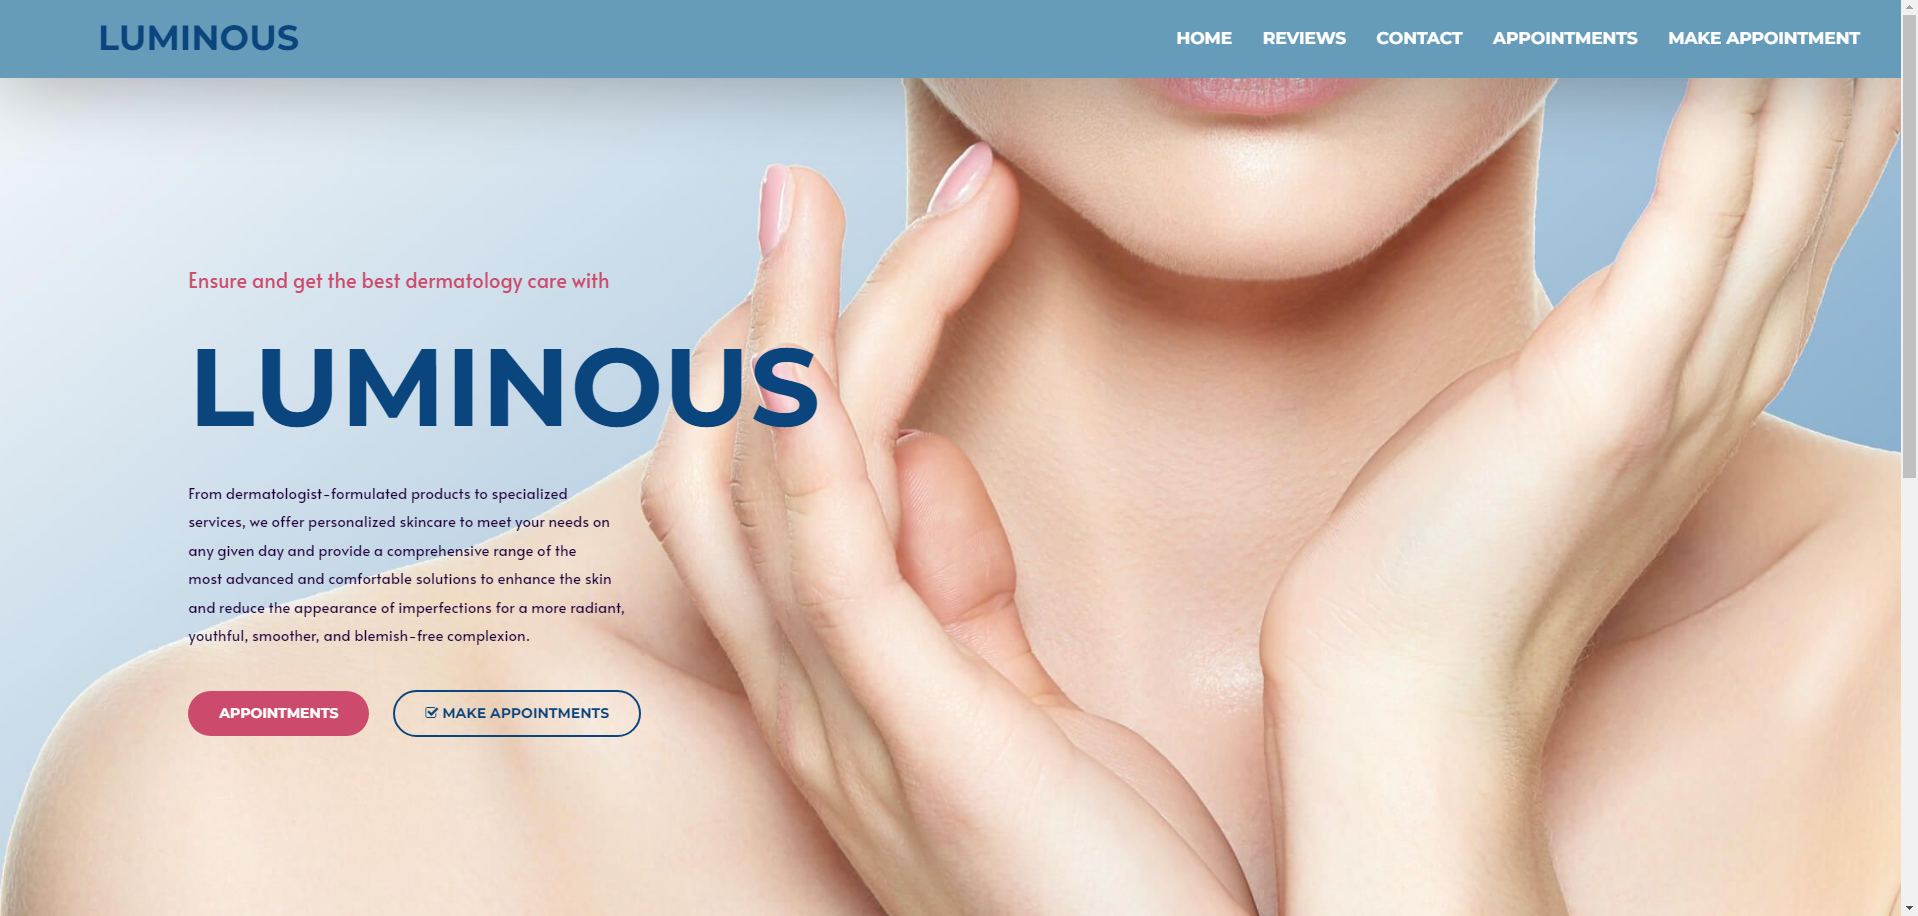 LUMINOUS
HOME REVIEWS CONTACT APPOINTMENTS MAKE APPOINTMENT
Ensure and get the best dermatology care with
LUMINOUS
From dermatologist-formulated products to specialized
services, we offer personalized skincare to meet your needs on
any given day and provide a comprehensive range of the
most advanced and comfortable solutions to enhance the skin
and reduce the appearance of imperfections for a more radiant,
youthful, smoother, and blemish-free complexion.
APPOINTMENTS
MAKE APPOINTMENTS